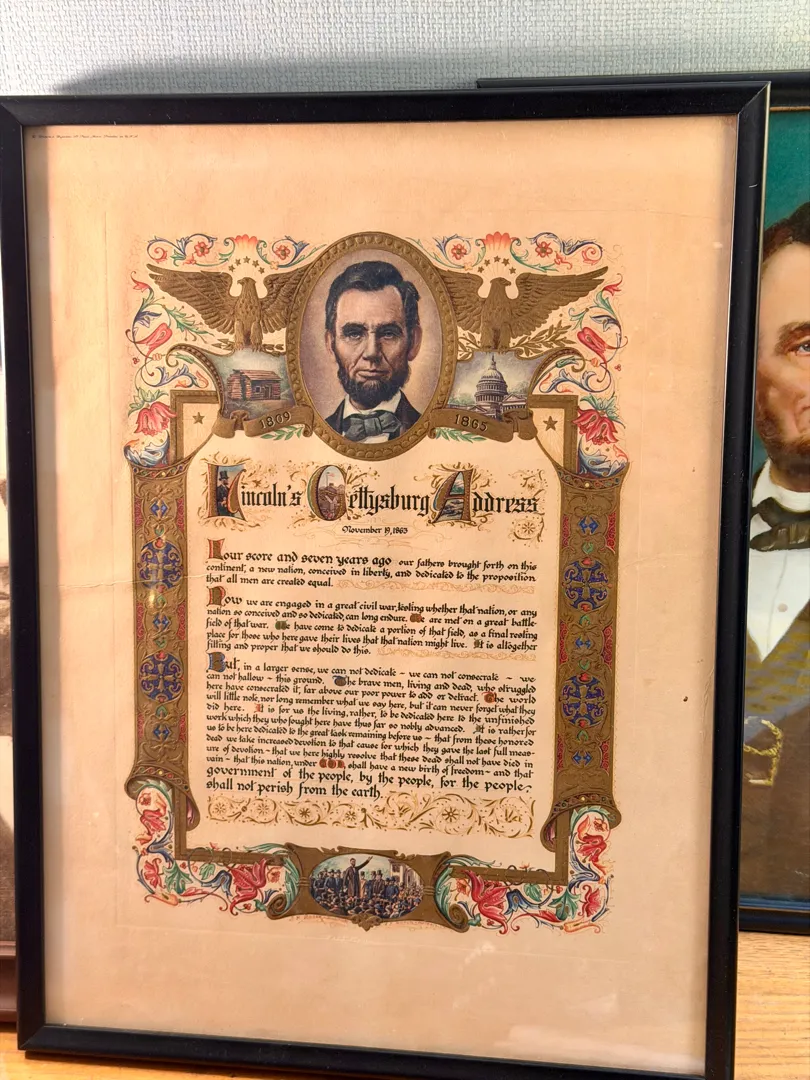 1809
1865
Lincoln's Gettysburg Address
November 19, 1863
Four score and seven years ago our fathers brought forth on this
continent, a new nation, conceived in liberty, and dedicated to the proposition
that all men are created equal.
Now we are engaged in a great civil war, testing whether that nation, or any
nation so conceived and so dedicated, can long endure. We are met on a great battle-
field of that war. We have come to dedicate a portion of that field, as a final resting
place for those who here gave their lives that that nation might live. It is altogether
fitting and proper that we should do this.
But, in a larger sense, we can not dedicate - we can not consecrate - we
can not hallow - this ground. The brave men, living and dead, who struggled
here have consecrated it, far above our poor power to add or detract. The world
will little note, nor long remember what we say here, but it can never forget what they
did here. It is for us the living, rather, to be dedicated here to the unfinished
work which they who fought here have thus far so nobly advanced. It is rather for
us to be here dedicated to the great task remaining before us - that from these honored
dead we take increased devotion to that cause for which they gave the last full meas-
ure of devotion - that we here highly resolve that these dead shall not have died in
vain - that this nation, under GOD, shall have a new birth of freedom - and that
government of the people, by the people, for the people,
shall not perish from the earth.